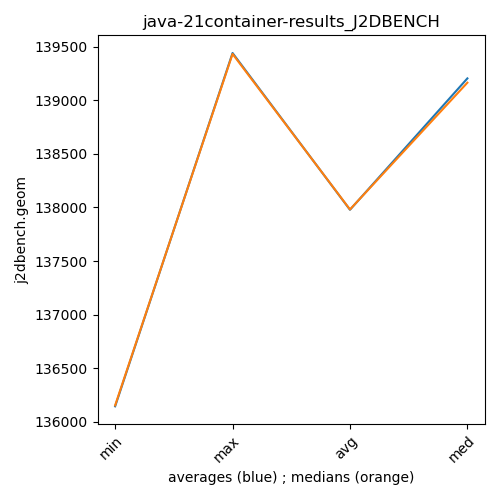 java-21container-results_J2DBENCH
139500
139000
138500
138000
137500
137000
136500
136000
j2dbench.geom
min
max
avg
med
averages (blue) ; medians (orange)